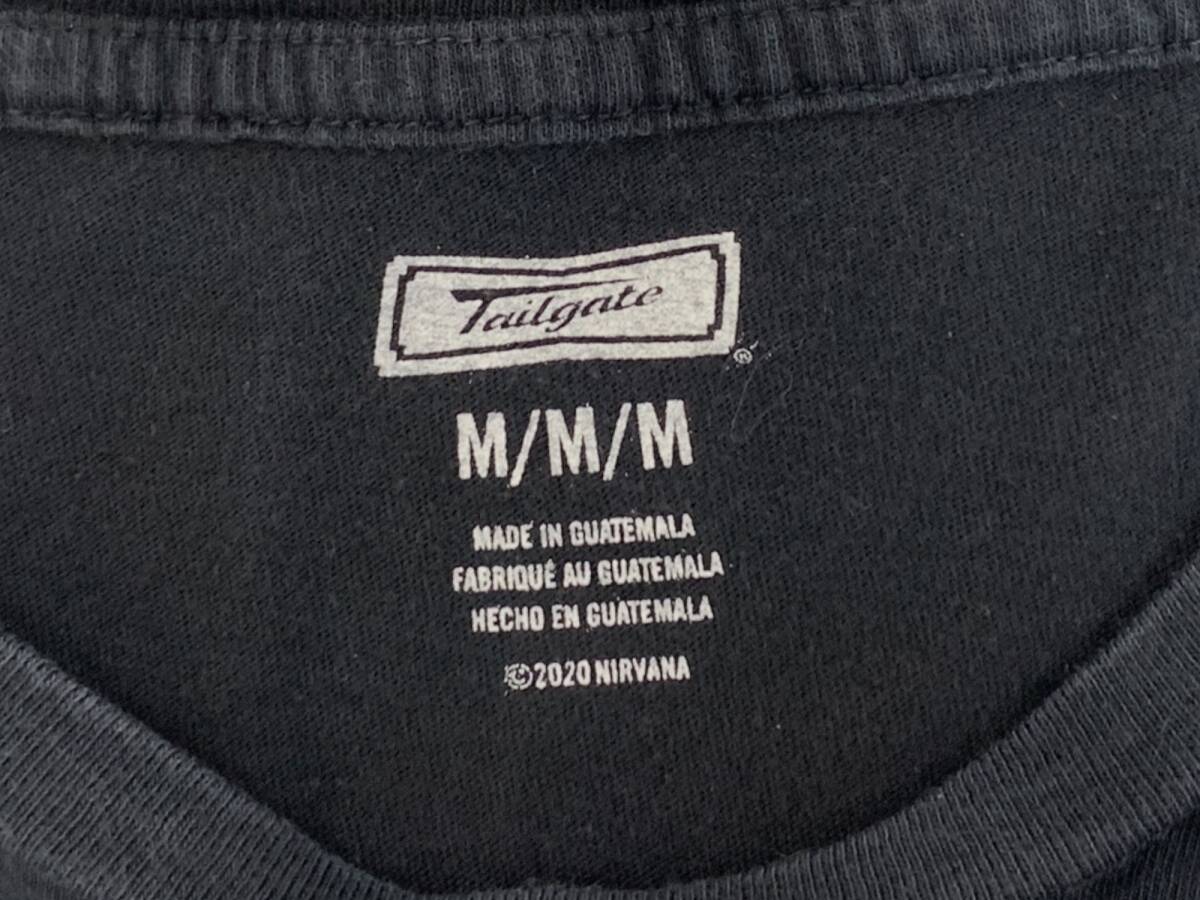 Tailgate
®
M/M/M
MADE IN GUATEMALA
FABRIQUÉ AU GUATEMALA
HECHO EN GUATEMALA
©2020 NIRVANA